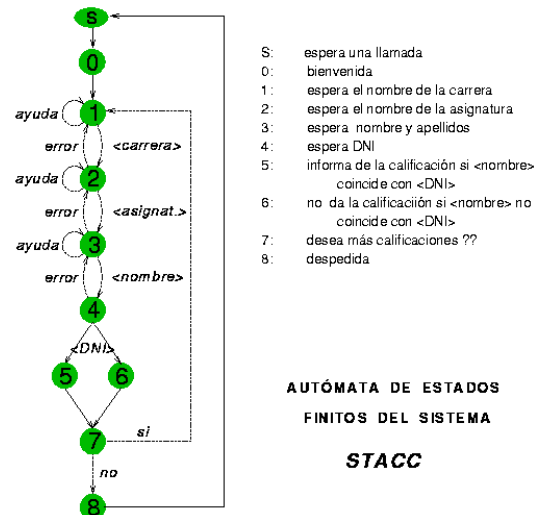 S
0
1
ayuda
error
<carrera>
2
ayuda
error
<asignat.>
3
ayuda
error
<nombre>
4
<DNI>
5
6
7
si
no
8
S: espera una llamada
0: bienvenida
1: espera el nombre de la carrera
2: espera el nombre de la asignatura
3: espera nombre y apellidos
4: espera DNI
5: informa de la calificación si <nombre>
coincide con <DNI>
6: no da la calificaciión si <nombre> no
coincide con <DNI>
7: desea más calificaciones ??
8: despedida
AUTÓMATA DE ESTADOS
FINITOS DEL SISTEMA
STACC